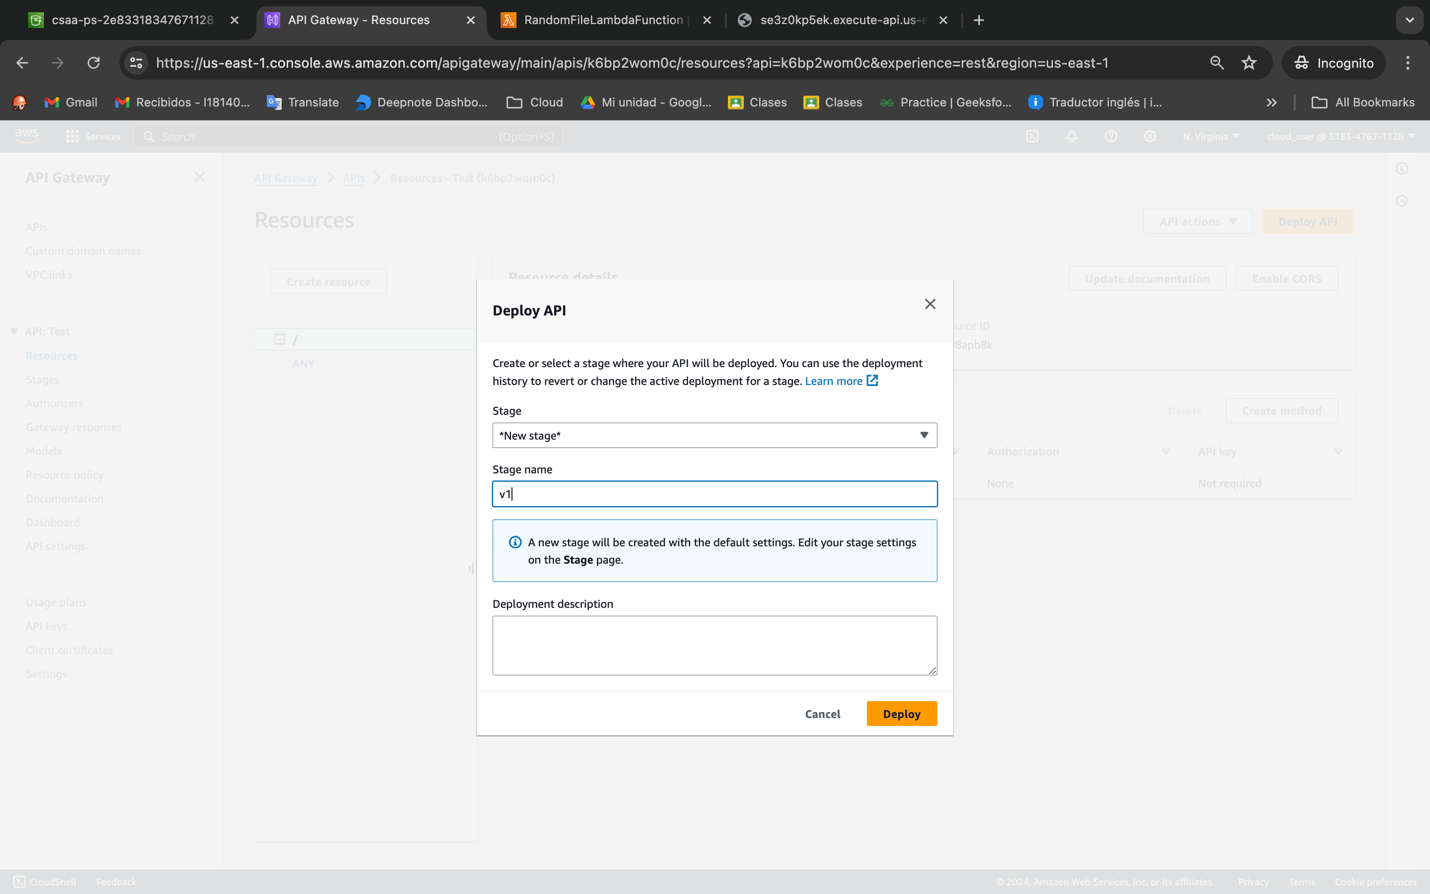 csaa-ps-2e83318347671128
API Gateway - Resources
RandomFileLambdaFunction
se3z0kp5ek.execute-api.us-e
https://us-east-1.console.aws.amazon.com/apigateway/main/apis/k6bp2wom0c/resources?api=k6bp2wom0c&experience=rest&region=us-east-1
Incognito
Gmail
Recibidos - l18140...
Translate
Deepnote Dashbo...
Cloud
Mi unidad - Googl...
Clases
Clases
Practice | Geeksfo...
Traductor inglés | i...
All Bookmarks
aws
Services
Search
[Option+S]
N. Virginia
cloud_user @ 3183-4767-1128
API Gateway
API Gateway
APIs
Resources - Test (k6bp2wom0c)
APIs
Custom domain names
VPC links
API: Test
Resources
Stages
Authorizers
Gateway responses
Models
Resource policy
Documentation
Dashboard
API settings
Usage plans
API keys
Client certificates
Settings
Resources
API actions
Deploy API
Create resource
/
ANY
Resource details
Update documentation
Enable CORS
Delete
Create method
Authorization
API key
None
Not required
Deploy API
Create or select a stage where your API will be deployed. You can use the deployment
history to revert or change the active deployment for a stage. Learn more
Stage
*New stage*
Stage name
v1
A new stage will be created with the default settings. Edit your stage settings
on the Stage page.
Deployment description
Cancel
Deploy
CloudShell
Feedback
© 2024, Amazon Web Services, Inc. or its affiliates.
Privacy
Terms
Cookie preferences